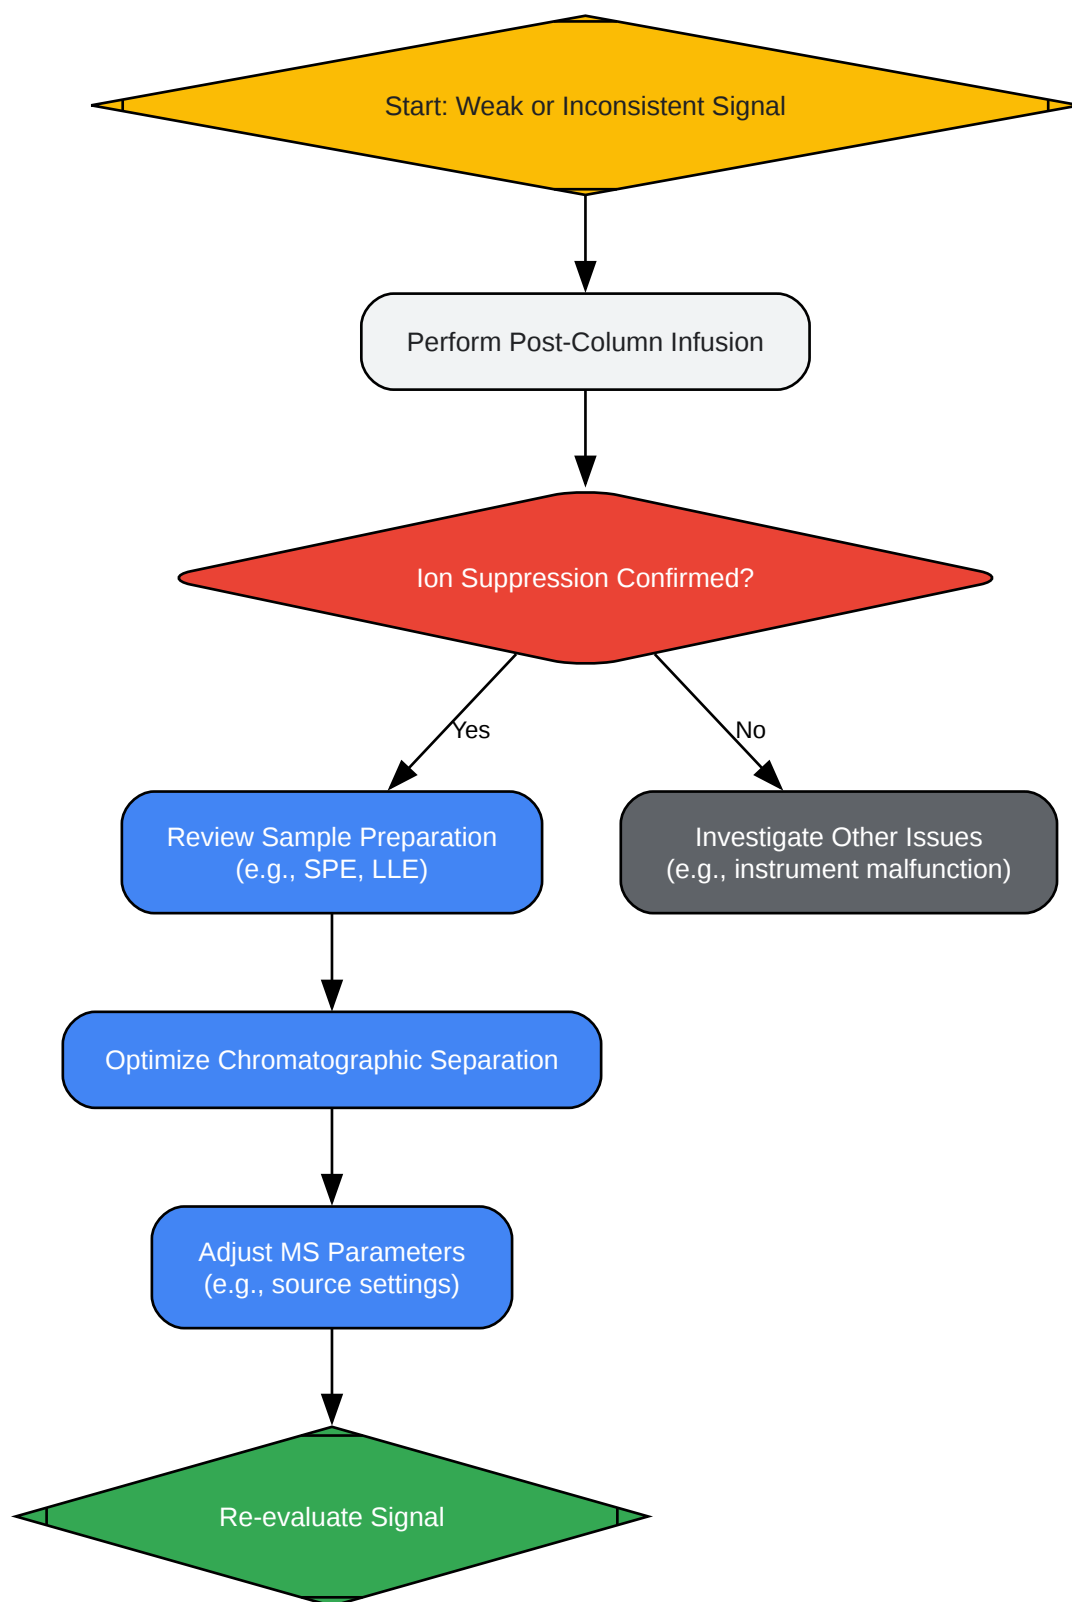 Start: Weak or Inconsistent Signal
Perform Post-Column Infusion
Ion Suppression Confirmed?
Yes
No
Review Sample Preparation
(e.g., SPE, LLE)
Investigate Other Issues
(e.g., instrument malfunction)
Optimize Chromatographic Separation
Adjust MS Parameters
(e.g., source settings)
Re-evaluate Signal